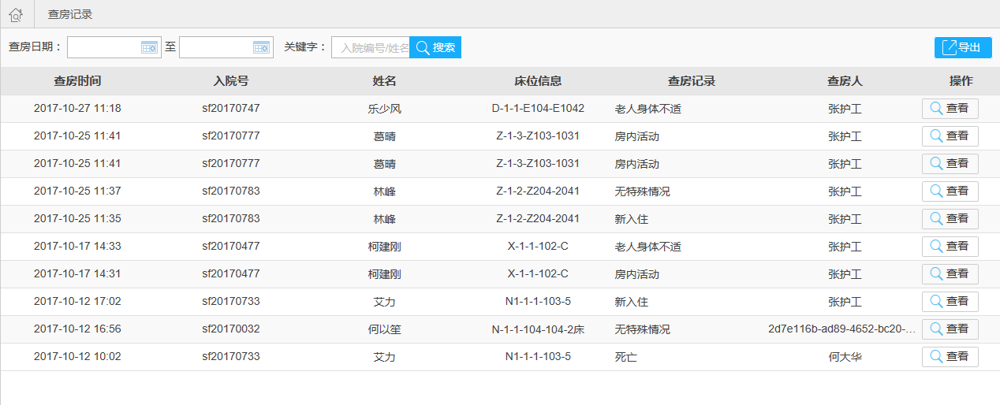 查房记录
查房日期： 至 关键字： 入院编号/姓名 搜索 导出
查房时间 入院号 姓名 床位信息 查房记录 查房人 操作
2017-10-27 11:18 sf20170747 乐少风 D-1-1-E104-E1042 老人身体不适 张护工 查看
2017-10-25 11:41 sf20170777 葛晴 Z-1-3-Z103-1031 房内活动 张护工 查看
2017-10-25 11:41 sf20170777 葛晴 Z-1-3-Z103-1031 房内活动 张护工 查看
2017-10-25 11:37 sf20170783 林峰 Z-1-2-Z204-2041 无特殊情况 张护工 查看
2017-10-25 11:35 sf20170783 林峰 Z-1-2-Z204-2041 新入住 张护工 查看
2017-10-17 14:33 sf20170477 柯建刚 X-1-1-102-C 老人身体不适 张护工 查看
2017-10-17 14:31 sf20170477 柯建刚 X-1-1-102-C 房内活动 张护工 查看
2017-10-12 17:02 sf20170733 艾力 N1-1-1-103-5 新入住 张护工 查看
2017-10-12 16:56 sf20170032 何以笙 N-1-1-104-104-2床 无特殊情况 2d7e116b-ad89-4652-bc20-... 查看
2017-10-12 10:02 sf20170733 艾力 N1-1-1-103-5 死亡 何大华 查看